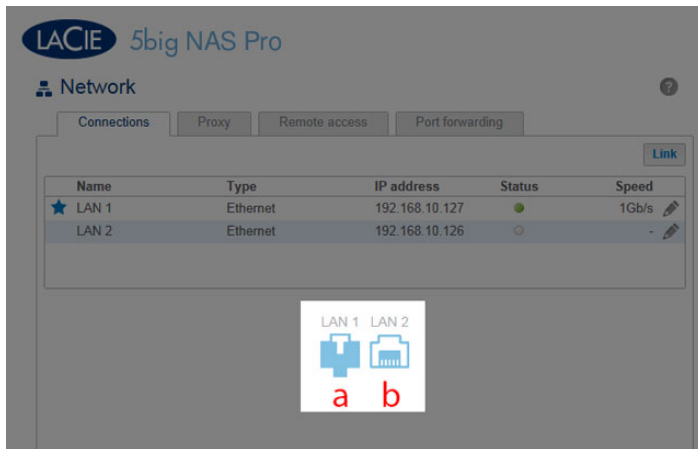 LACIE 5big NAS Pro
Network
?
Connections Proxy Remote access Port forwarding
Link
Name Type IP address Status Speed
LAN 1 Ethernet 192.168.10.127 1Gb/s
LAN 2 Ethernet 192.168.10.126 -
LAN 1 LAN 2
a b